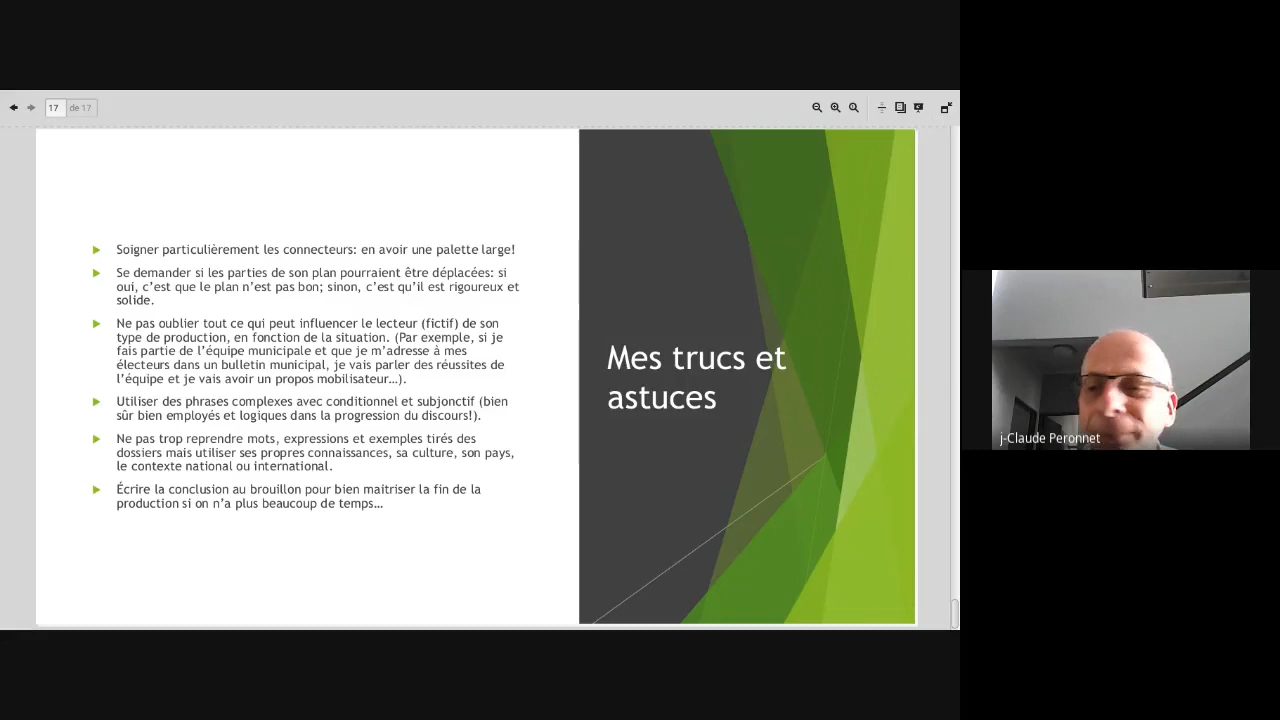 17 de 17
Soigner particulièrement les connecteurs: en avoir une palette large!
Se demander si les parties de son plan pourraient être déplacées: si
oui, c’est que le plan n’est pas bon; sinon, c’est qu’il est rigoureux et
solide.
Ne pas oublier tout ce qui peut influencer le lecteur (fictif) de son
type de production, en fonction de la situation. (Par exemple, si je
fais partie de l’équipe municipale et que je m’adresse à mes
électeurs dans un bulletin municipal, je vais parler des réussites de
l’équipe et je vais avoir un propos mobilisateur…).
Utiliser des phrases complexes avec conditionnel et subjonctif (bien
sûr bien employés et logiques dans la progression du discours!).
Ne pas trop reprendre mots, expressions et exemples tirés des
dossiers mais utiliser ses propres connaissances, sa culture, son pays,
le contexte national ou international.
Écrire la conclusion au brouillon pour bien maitriser la fin de la
production si on n’a plus beaucoup de temps…
Mes trucs et
astuces
j-Claude Peronnet